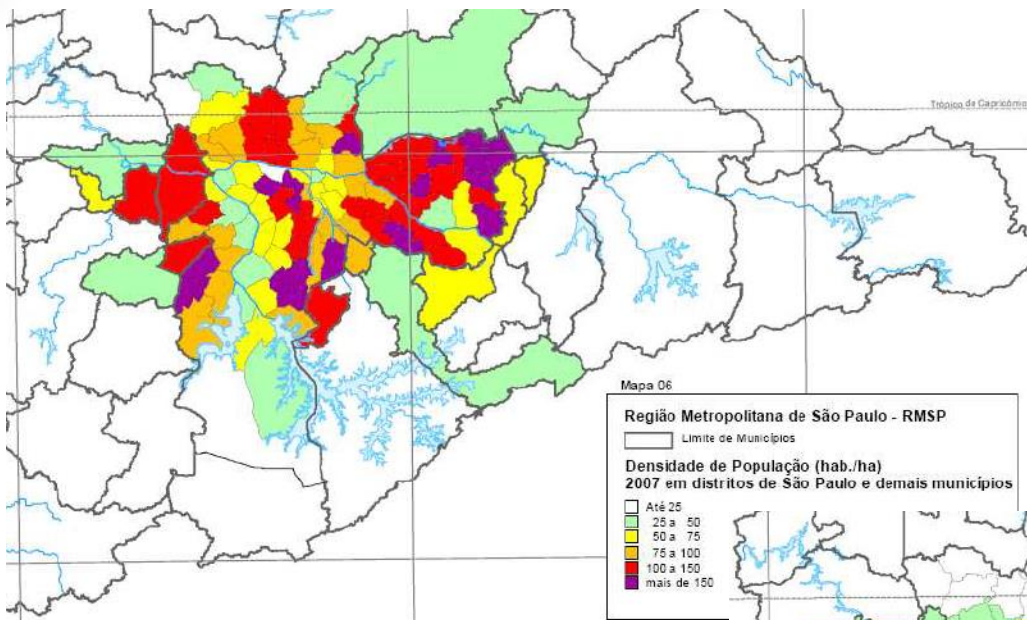 Trópico de Capricórnio
Mapa 06
Região Metropolitana de São Paulo - RMSP
Limite de Municípios
Densidade de População (hab./ha)
2007 em distritos de São Paulo e demais municípios
Até 25
25 a 50
50 a 75
75 a 100
100 a 150
mais de 150